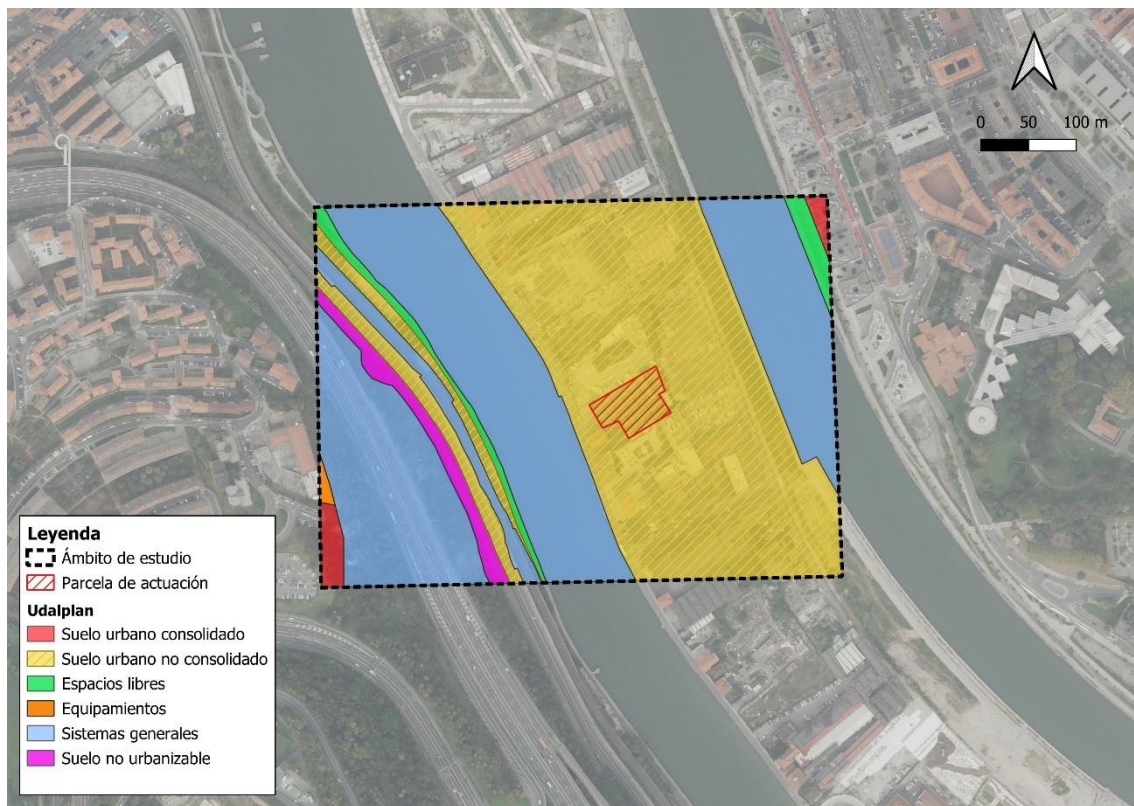 0 50 100 m
Leyenda
Ámbito de estudio
Parcela de actuación
Udalplan
Suelo urbano consolidado
Suelo urbano no consolidado
Espacios libres
Equipamientos
Sistemas generales
Suelo no urbanizable